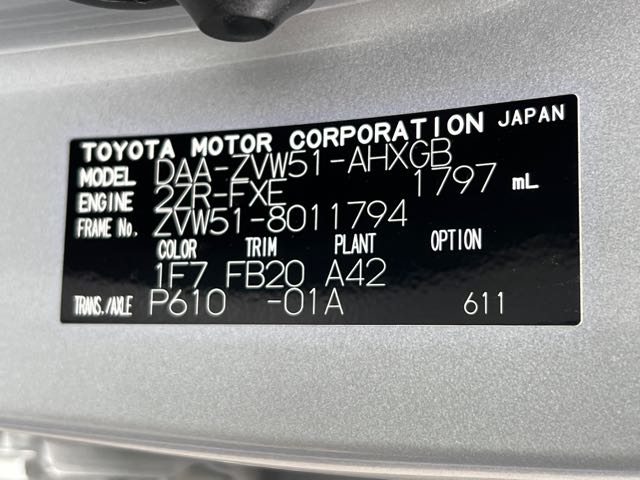 TOYOTA MOTOR CORPORATION JAPAN
MODEL DAA-ZVW51-AHXGB
ENGINE 2ZR-FXE 1797 mL
FRAME No. ZVW51-8011794
COLOR TRIM PLANT OPTION
1F7 FB20 A42
TRANS./AXLE P610 -01A 611